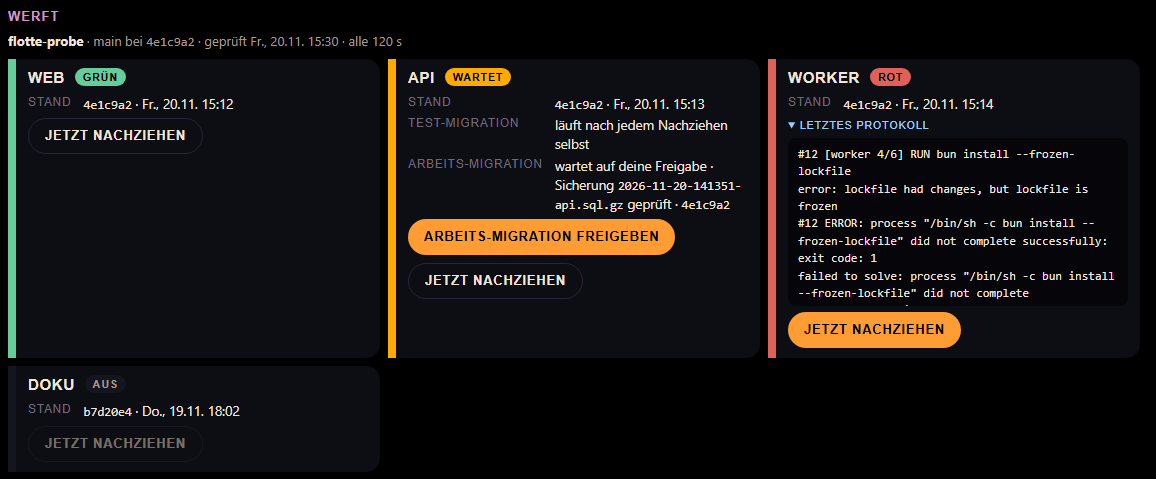 WERFT
flotte-probe · main bei 4e1c9a2 · geprüft Fr., 20.11. 15:30 · alle 120 s
WEB GRÜN
STAND 4e1c9a2 · Fr., 20.11. 15:12
JETZT NACHZIEHEN
API WARTET
STAND 4e1c9a2 · Fr., 20.11. 15:13
TEST-MIGRATION läuft nach jedem Nachziehen
selbst
ARBEITS-MIGRATION wartet auf deine Freigabe ·
Sicherung 2026-11-20-141351-
api.sql.gz geprüft · 4e1c9a2
ARBEITS-MIGRATION FREIGEBEN
JETZT NACHZIEHEN
WORKER ROT
STAND 4e1c9a2 · Fr., 20.11. 15:14
▼ LETZTES PROTOKOLL
#12 [worker 4/6] RUN bun install --frozen-
lockfile
error: lockfile had changes, but lockfile is
frozen
#12 ERROR: process "/bin/sh -c bun install --
frozen-lockfile" did not complete successfully:
exit code: 1
failed to solve: process "/bin/sh -c bun install
--frozen-lockfile" did not complete
JETZT NACHZIEHEN
DOKU AUS
STAND b7d20e4 · Do., 19.11. 18:02
JETZT NACHZIEHEN